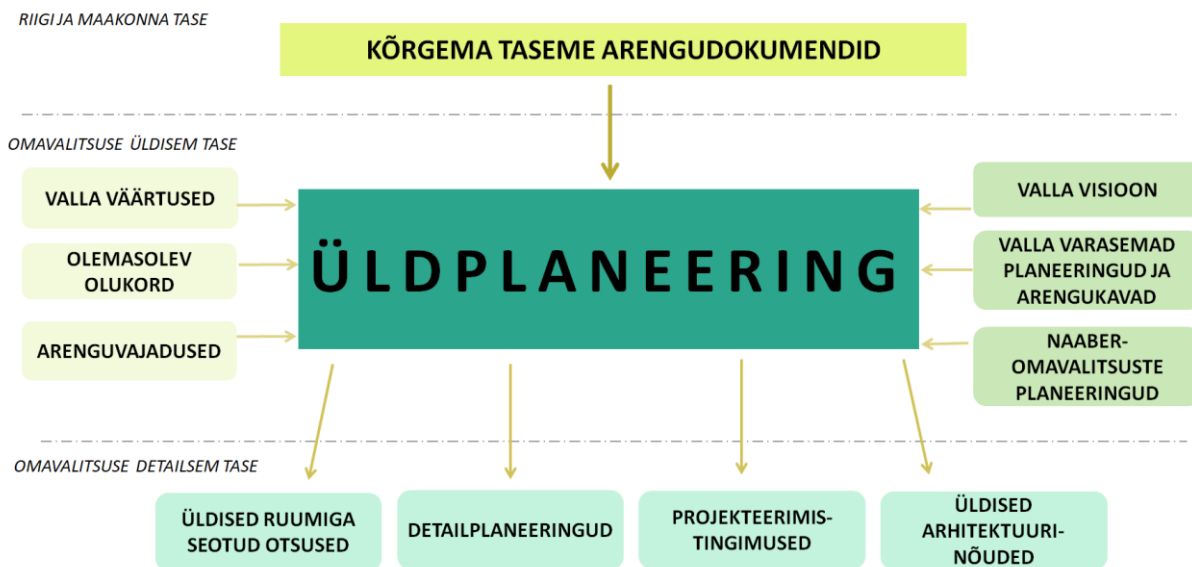 RIIGI JA MAAKONNA TASE
KÕRGEMA TASEME ARENGUDOKUMENDID
OMAVALITSUSE ÜLDISEM TASE
VALLA VÄÄRTUSED
OLEMASOLEV
OLUKORD
ARENGUVAJADUSED
ÜLDPLANEERING
VALLA VISIOON
VALLA VARASEMAD
PLANEERINGUD JA
ARENGUKAVAD
NAABER-
OMAVALITSUSTE
PLANEERINGUD
OMAVALITSUSE DETAILSEM TASE
ÜLDISED RUUMIGA
SEOTUD OTSUSED
DETAILPLANEERINGUD
PROJEKTEERIMIS-
TINGIMUSED
ÜLDISED
ARHITEKTUURI-
NÕUDED